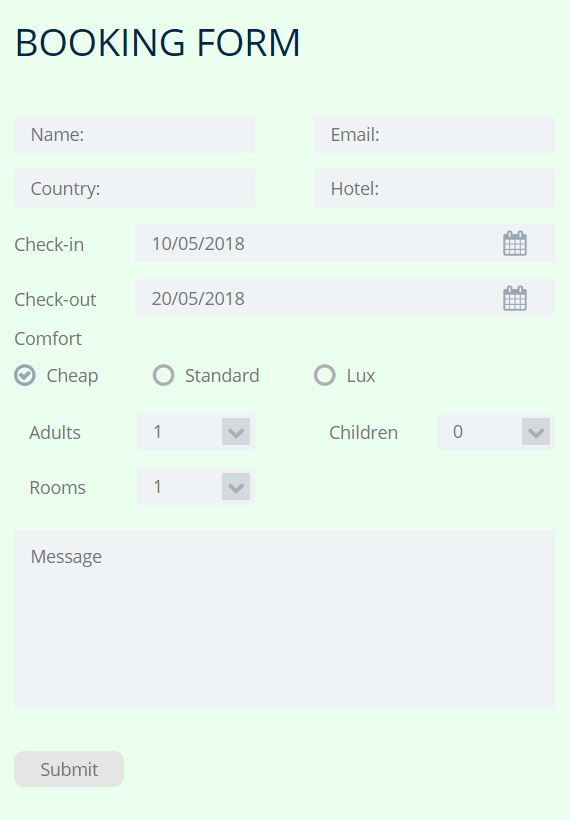 BOOKING FORM
Name: Email:
Country: Hotel:
Check-in 10/05/2018
Check-out 20/05/2018
Comfort
Cheap Standard Lux
Adults 1 Children 0
Rooms 1
Message
Submit